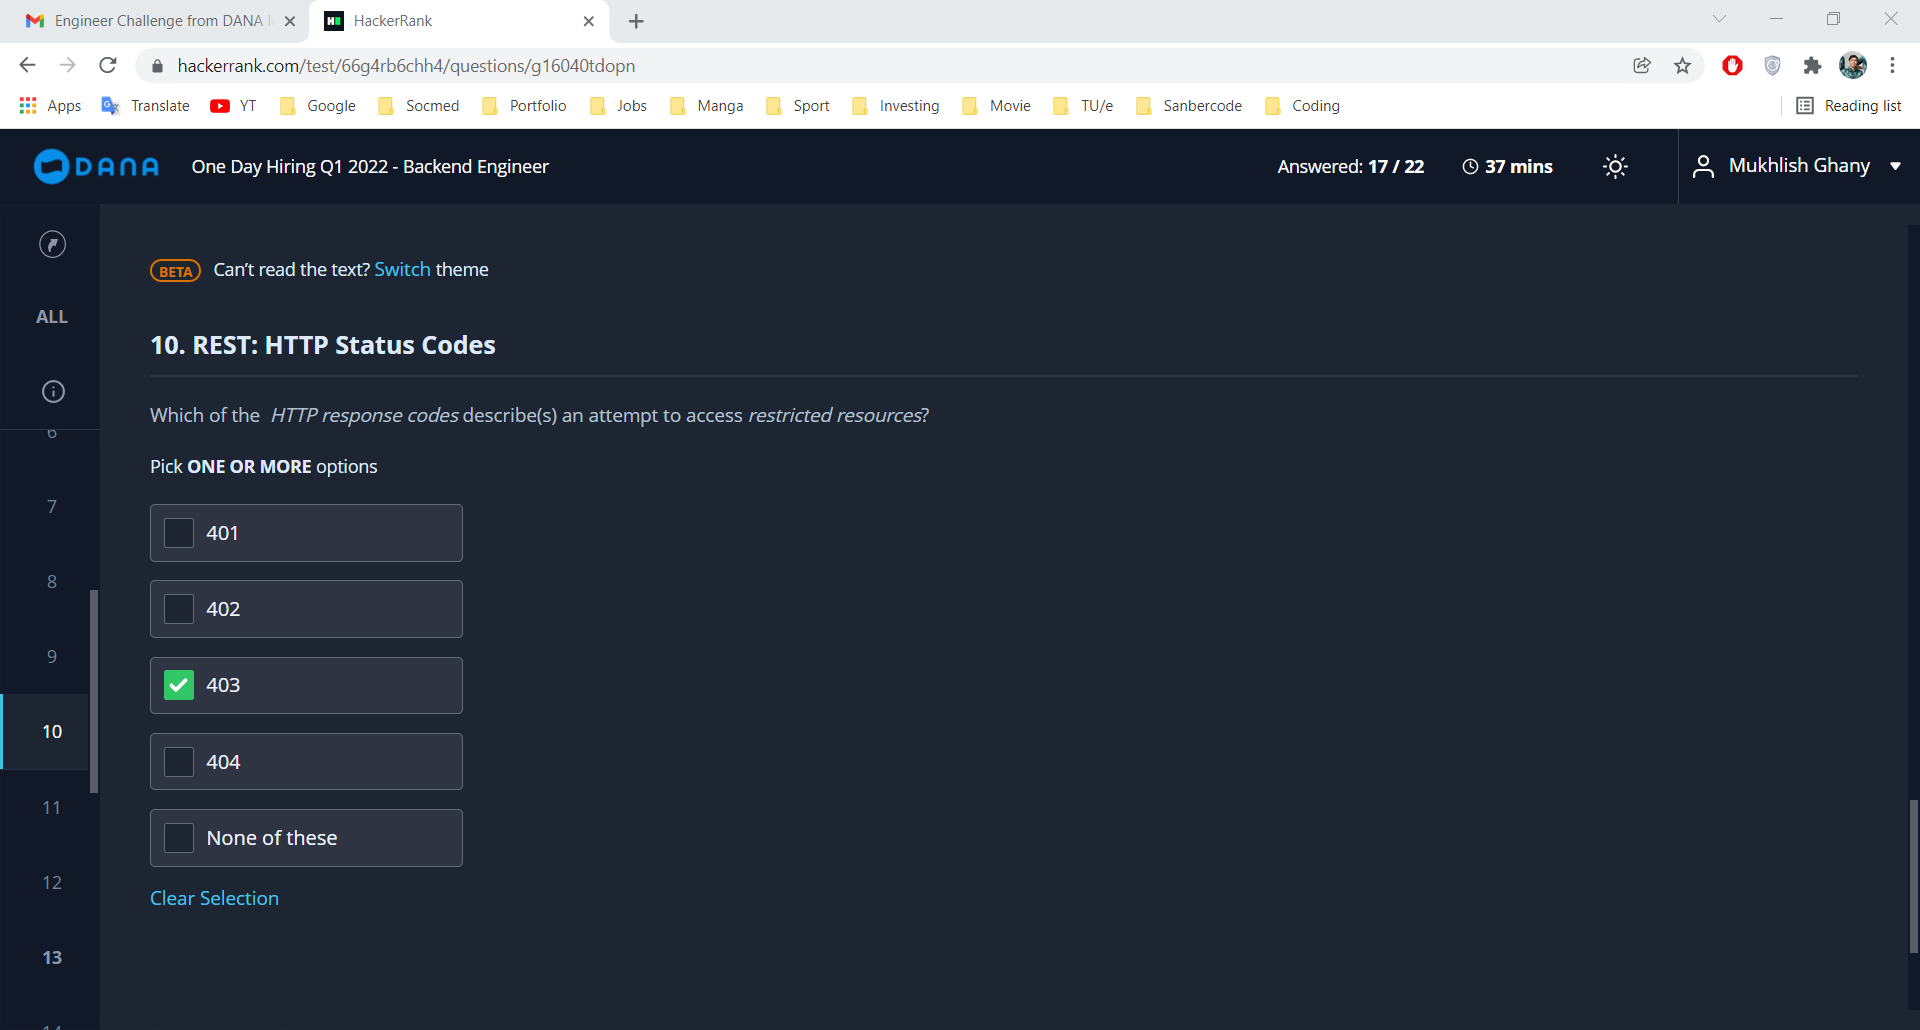 Engineer Challenge from DANA
HackerRank
hackerrank.com/test/66g4rb6chh4/questions/g16040tdopn
Apps Translate YT Google Socmed Portfolio Jobs Manga Sport Investing Movie TU/e Sanbercode Coding Reading list
DANA One Day Hiring Q1 2022 - Backend Engineer Answered: 17 / 22 37 mins Mukhlish Ghany
BETA Can't read the text? Switch theme
ALL
10. REST: HTTP Status Codes
Which of the HTTP response codes describe(s) an attempt to access restricted resources?
Pick ONE OR MORE options
401
402
403
404
None of these
Clear Selection
6
7
8
9
10
11
12
13